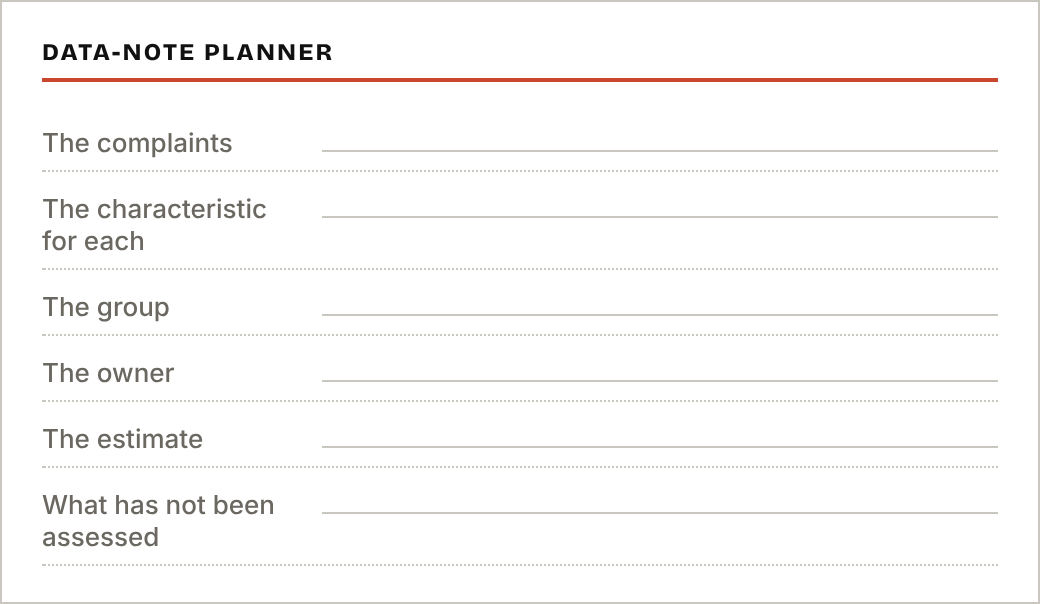 DATA-NOTE PLANNER
The complaints
The characteristic
for each
The group
The owner
The estimate
What has not been
assessed